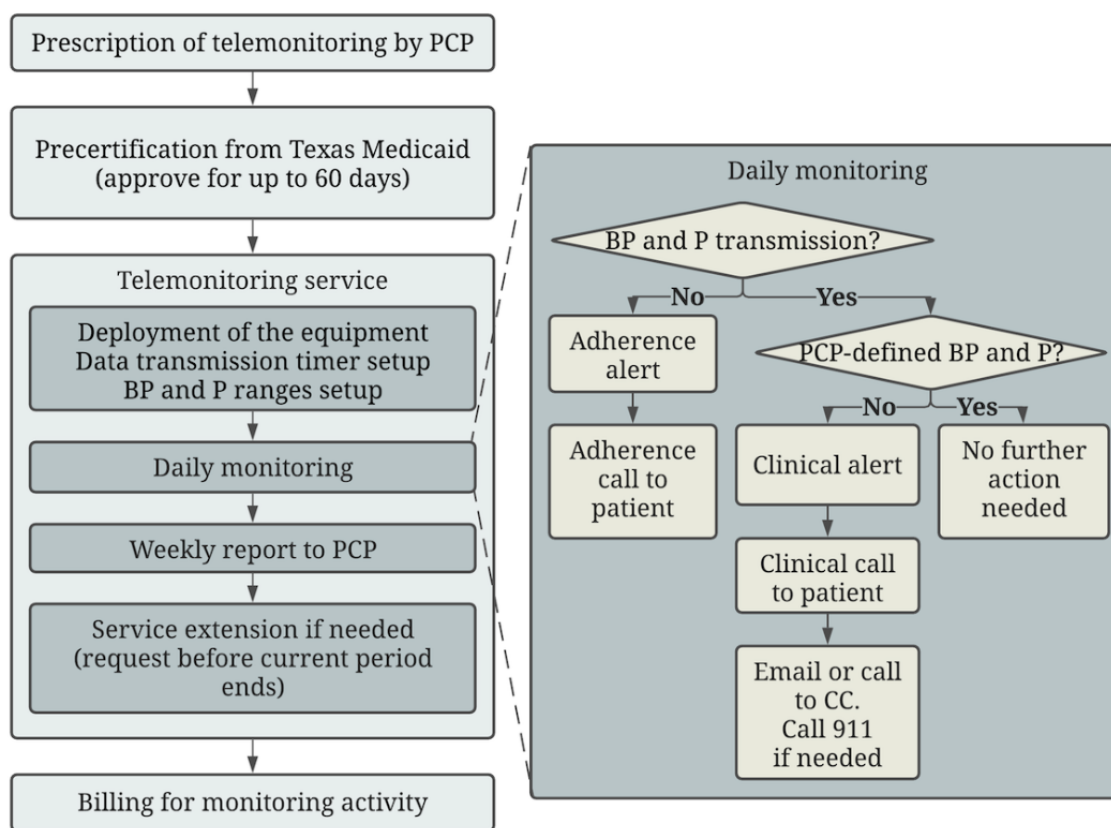 Prescription of telemonitoring by PCP
Precertification from Texas Medicaid
(approve for up to 60 days)
Telemonitoring service
Deployment of the equipment
Data transmission timer setup
BP and P ranges setup
Daily monitoring
Weekly report to PCP
Service extension if needed
(request before current period
ends)
Billing for monitoring activity
Daily monitoring
BP and P transmission?
No
Yes
Adherence
alert
PCP-defined BP and P?
No
Yes
Adherence
call to
patient
Clinical alert
No further
action
needed
Clinical call
to patient
Email or call
to CC.
Call 911
if needed